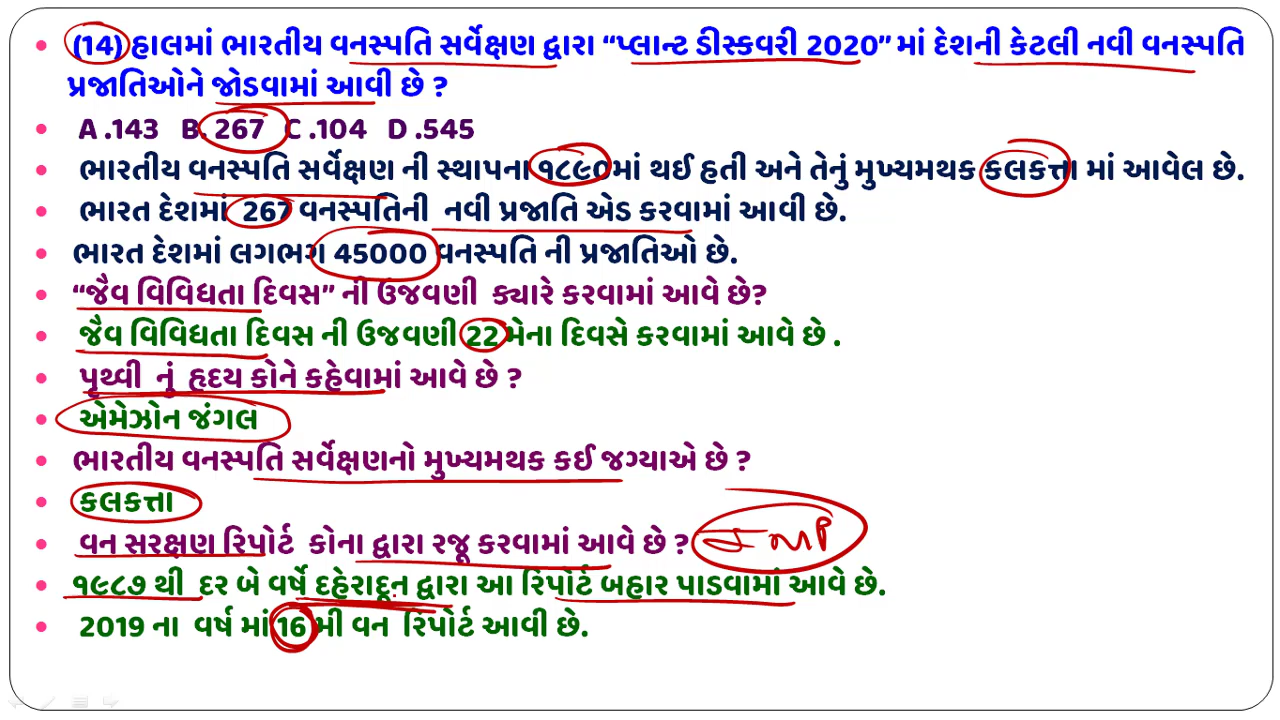 (14) હાલમાં ભારતીય વનસ્પતિ સર્વેક્ષણ દ્વારા “પ્લાન્ટ ડીસ્કવરી 2020” માં દેશની કેટલી નવી વનસ્પતિ
પ્રજાતિઓને જોડવામાં આવી છે ?
A .143 B. 267 C .104 D .545
ભારતીય વનસ્પતિ સર્વેક્ષણ ની સ્થાપના ૧૮૯૦માં થઈ હતી અને તેનું મુખ્યમથક કલકત્તા માં આવેલ છે.
ભારત દેશમાં 267 વનસ્પતિની નવી પ્રજાતિ એડ કરવામાં આવી છે.
ભારત દેશમાં લગભગ 45000 વનસ્પતિ ની પ્રજાતિઓ છે.
“જૈવ વિવિધતા દિવસ” ની ઉજવણી ક્યારે કરવામાં આવે છે?
જૈવ વિવિધતા દિવસ ની ઉજવણી 22 મેના દિવસે કરવામાં આવે છે .
પૃથ્વી નું હૃદય કોને કહેવામાં આવે છે ?
એમેઝોન જંગલ
ભારતીય વનસ્પતિ સર્વેક્ષણનો મુખ્યમથક કઈ જગ્યાએ છે ?
કલકત્તા
વન સરક્ષણ રિપોર્ટ કોના દ્વારા રજૂ કરવામાં આવે છે ? IMP
૧૯૮૭ થી દર બે વર્ષે દહેરાદૂન દ્વારા આ રિપોર્ટ બહાર પાડવામાં આવે છે.
2019 ના વર્ષ માં 16 મી વન રિપોર્ટ આવી છે.